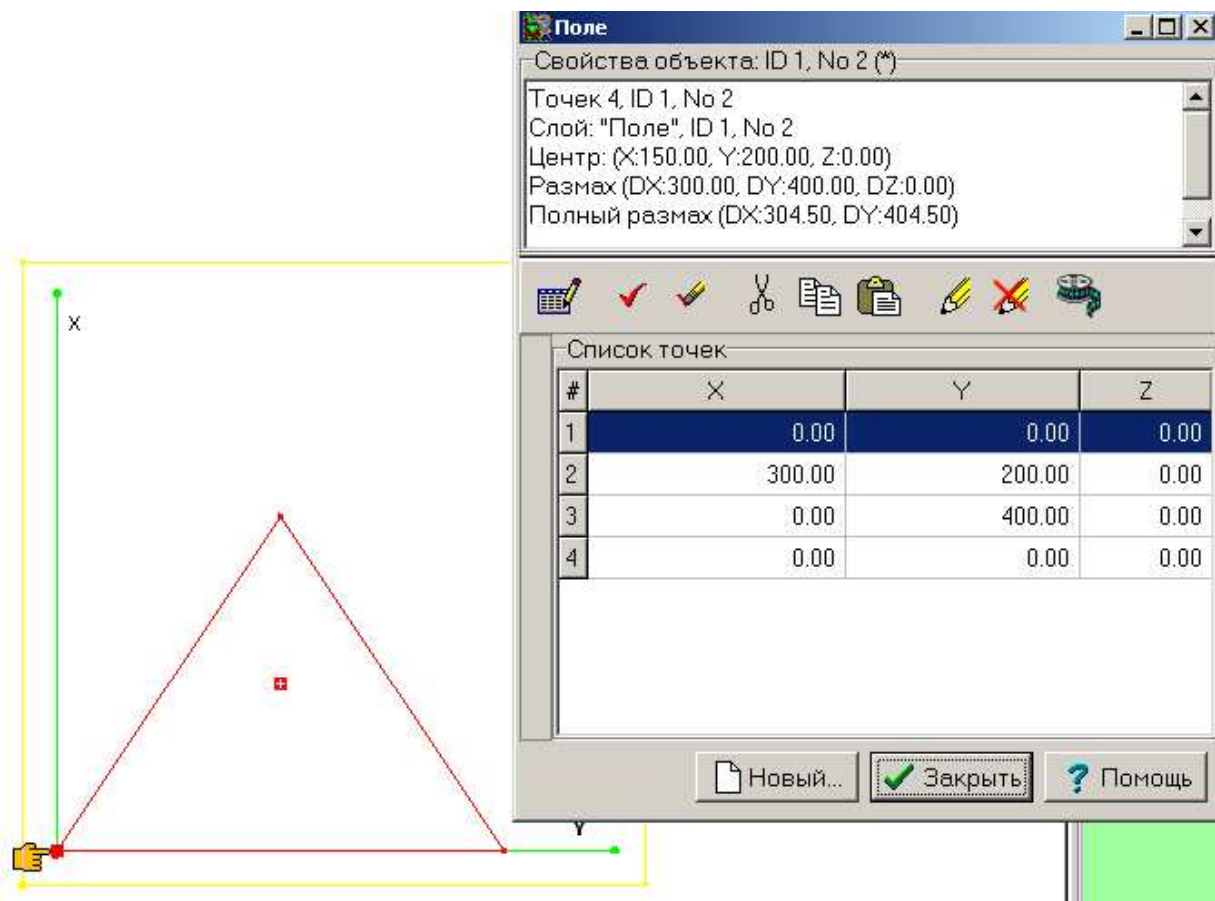 Поле
Свойства объекта: ID 1, No 2 (*)
Точек 4, ID 1, No 2
Слой: "Поле", ID 1, No 2
Центр: (X:150.00, Y:200.00, Z:0.00)
Размах (DX:300.00, DY:400.00, DZ:0.00)
Полный размах (DX:304.50, DY:404.50)
X
Список точек
# X Y Z
1 0.00 0.00 0.00
2 300.00 200.00 0.00
3 0.00 400.00 0.00
4 0.00 0.00 0.00
Новый... Закрыть ? Помощь
Y